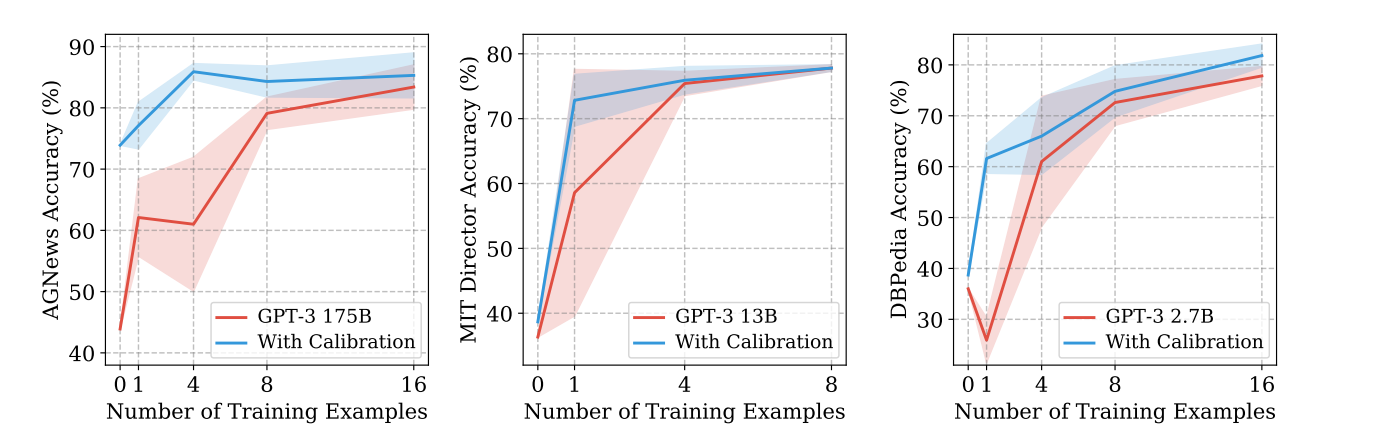 AGNews Accuracy (%)
90
80
70
60
50
40
GPT-3 175B
With Calibration
0 1 4 8 16
Number of Training Examples
MIT Director Accuracy (%)
80
70
60
50
40
GPT-3 13B
With Calibration
0 1 4 8
Number of Training Examples
DBPedia Accuracy (%)
80
70
60
50
40
30
GPT-3 2.7B
With Calibration
0 1 4 8 16
Number of Training Examples